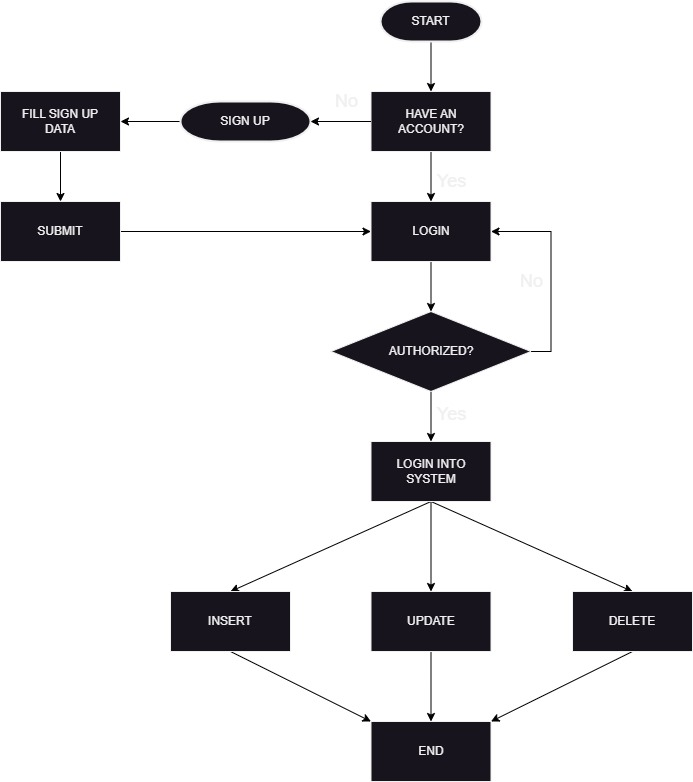 START
No
FILL SIGN UP
DATA
SIGN UP
HAVE AN
ACCOUNT?
Yes
SUBMIT
LOGIN
No
AUTHORIZED?
Yes
LOGIN INTO
SYSTEM
INSERT
UPDATE
DELETE
END